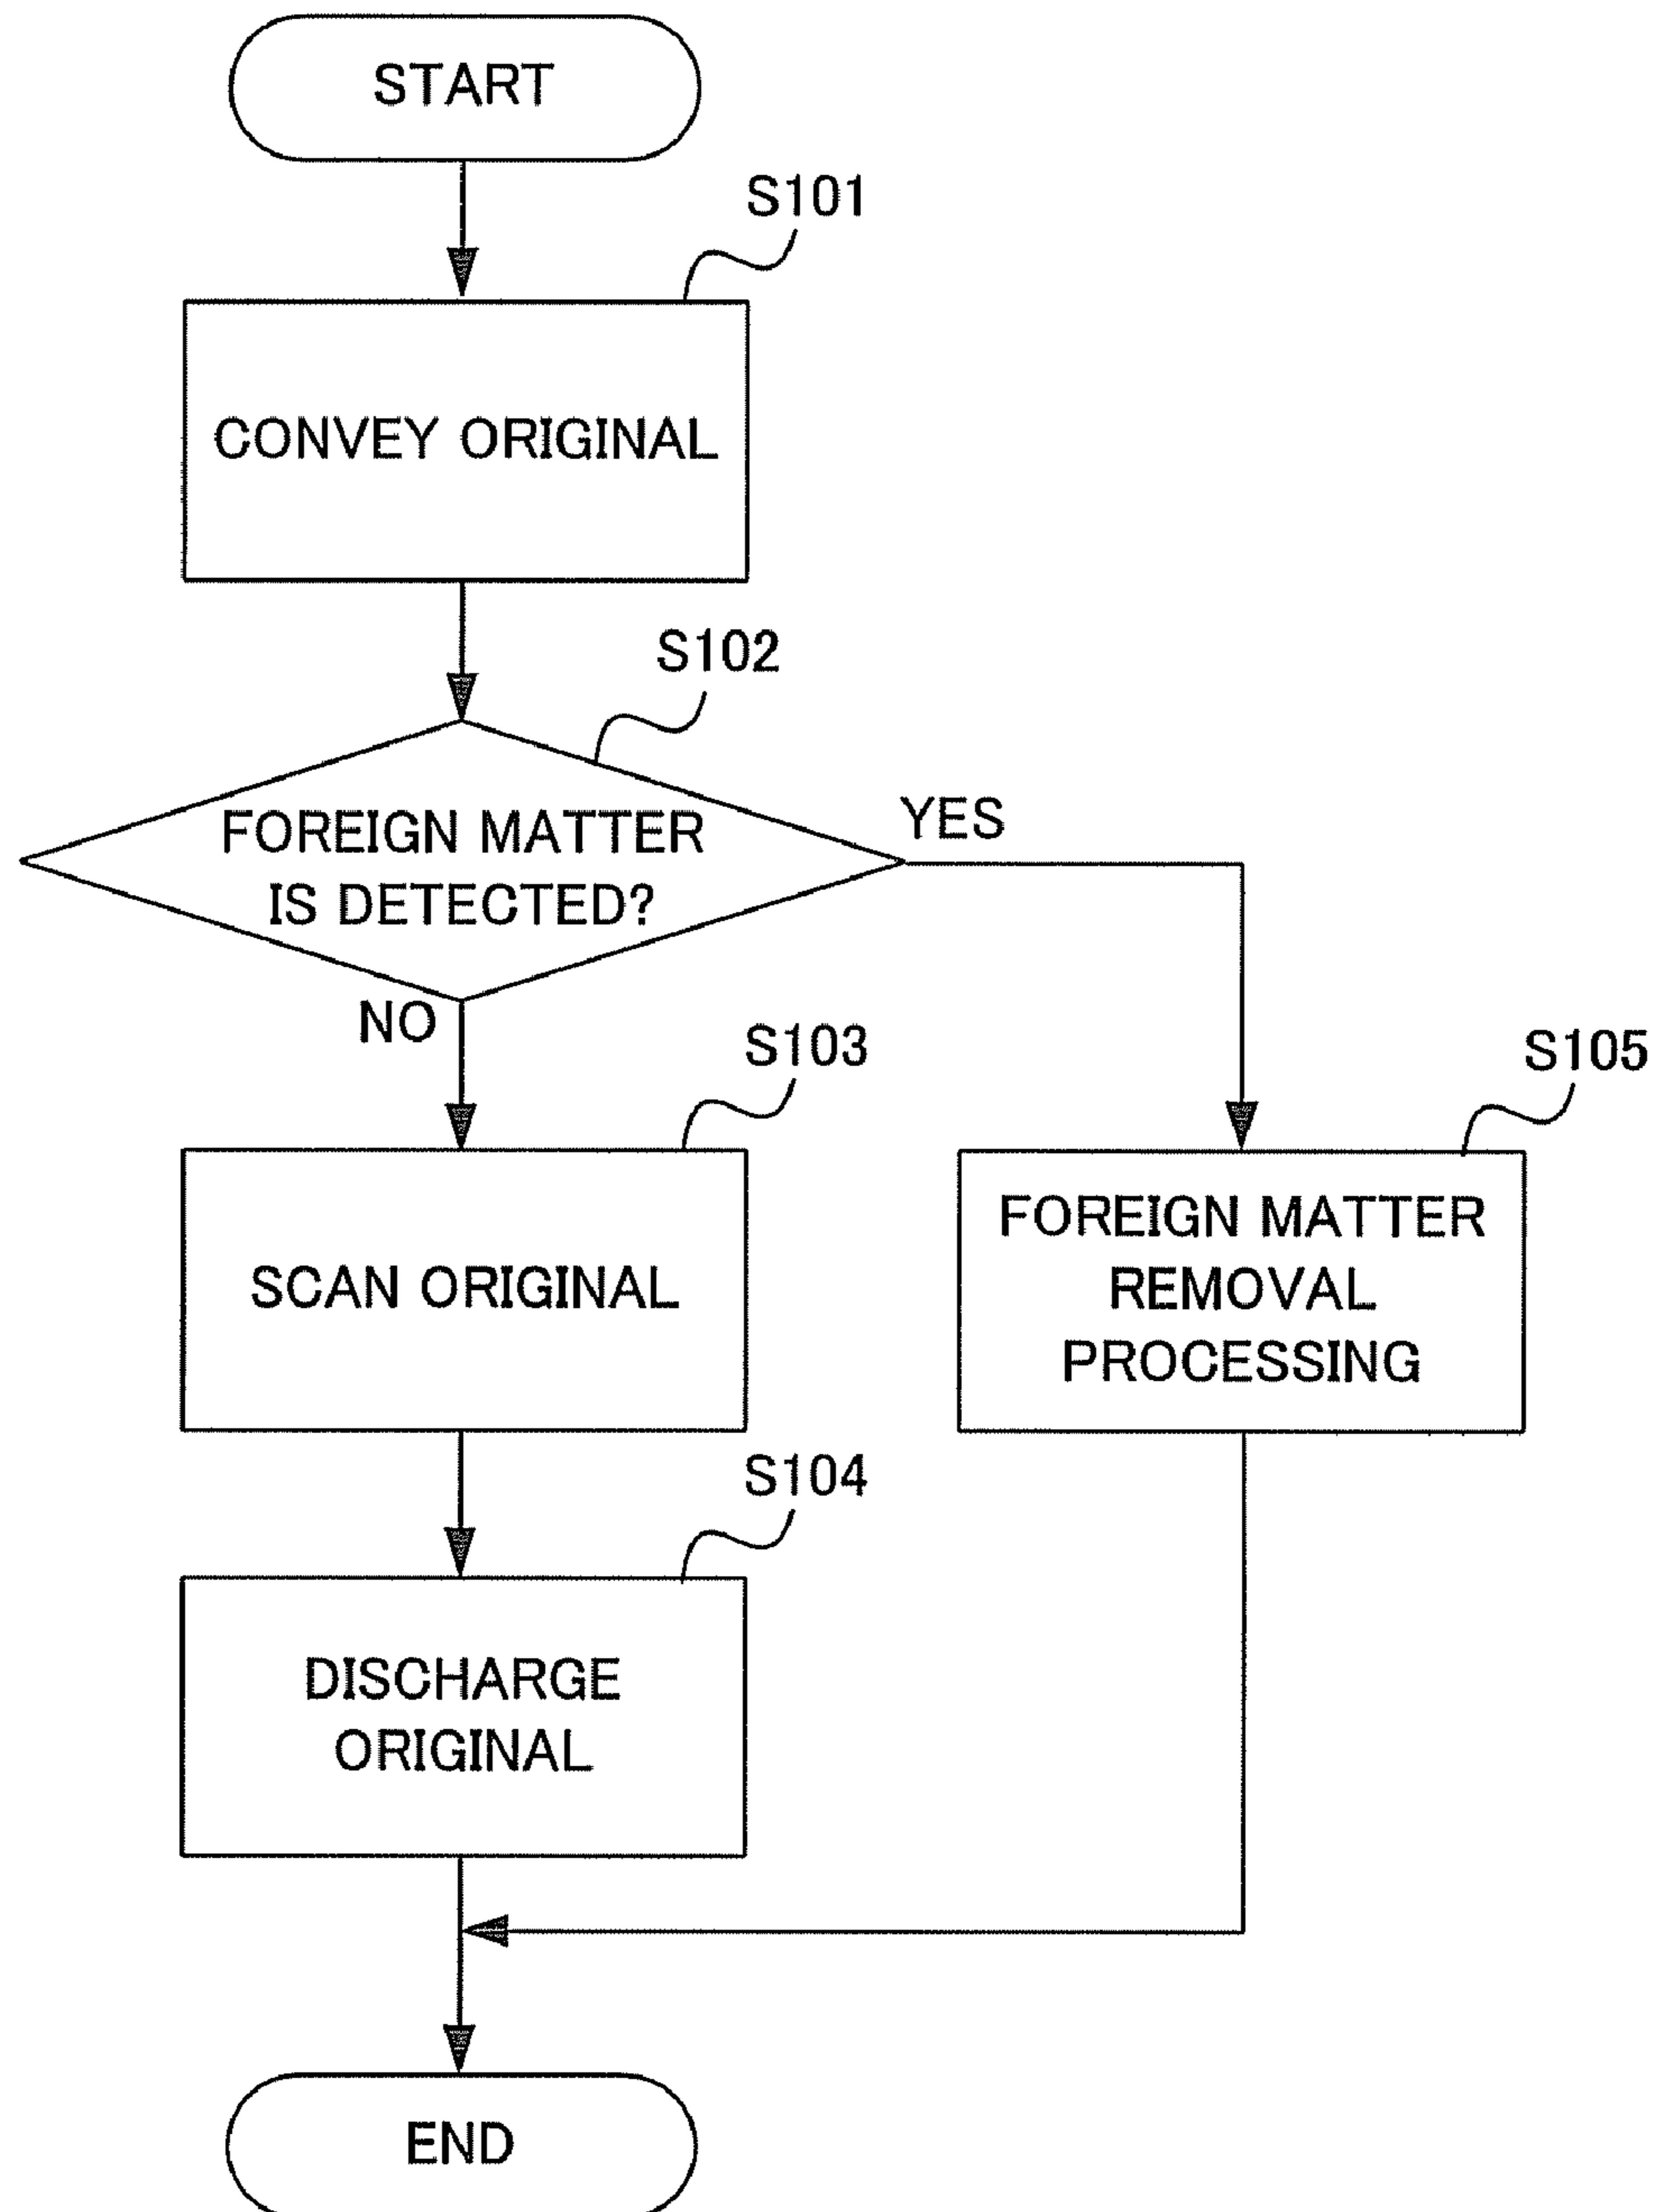 START
S101
CONVEY ORIGINAL
S102
FOREIGN MATTER
IS DETECTED?
YES
NO
S103
SCAN ORIGINAL
S105
FOREIGN MATTER
REMOVAL
PROCESSING
S104
DISCHARGE
ORIGINAL
END